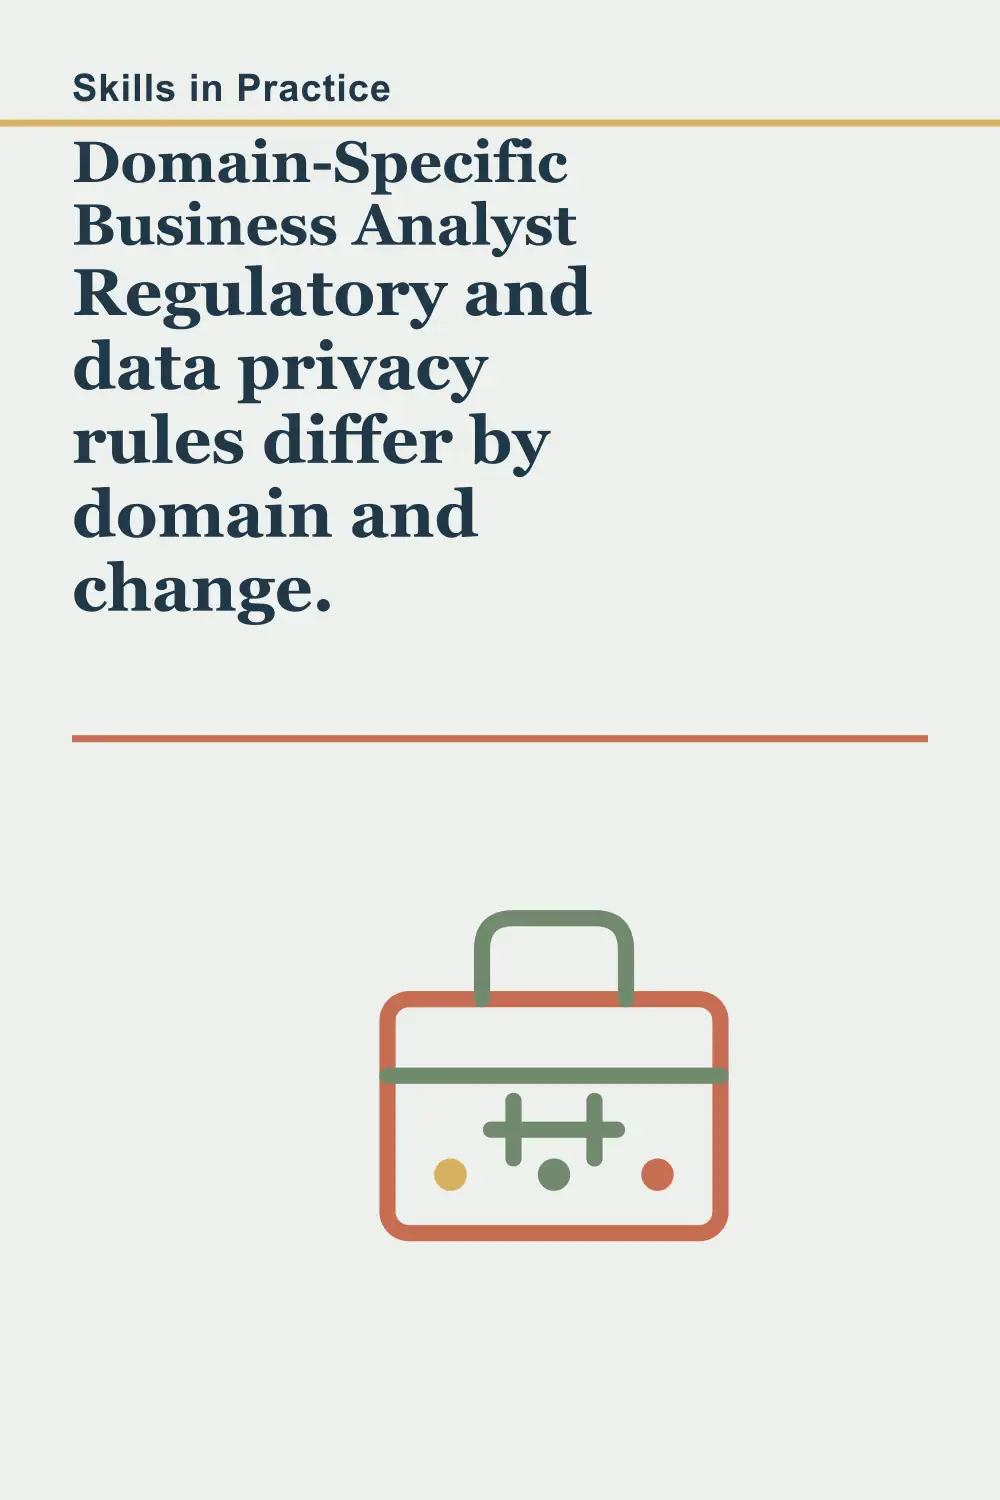 Skills in Practice
Domain-Specific
Business Analyst
Regulatory and
data privacy
rules differ by
domain and
change.